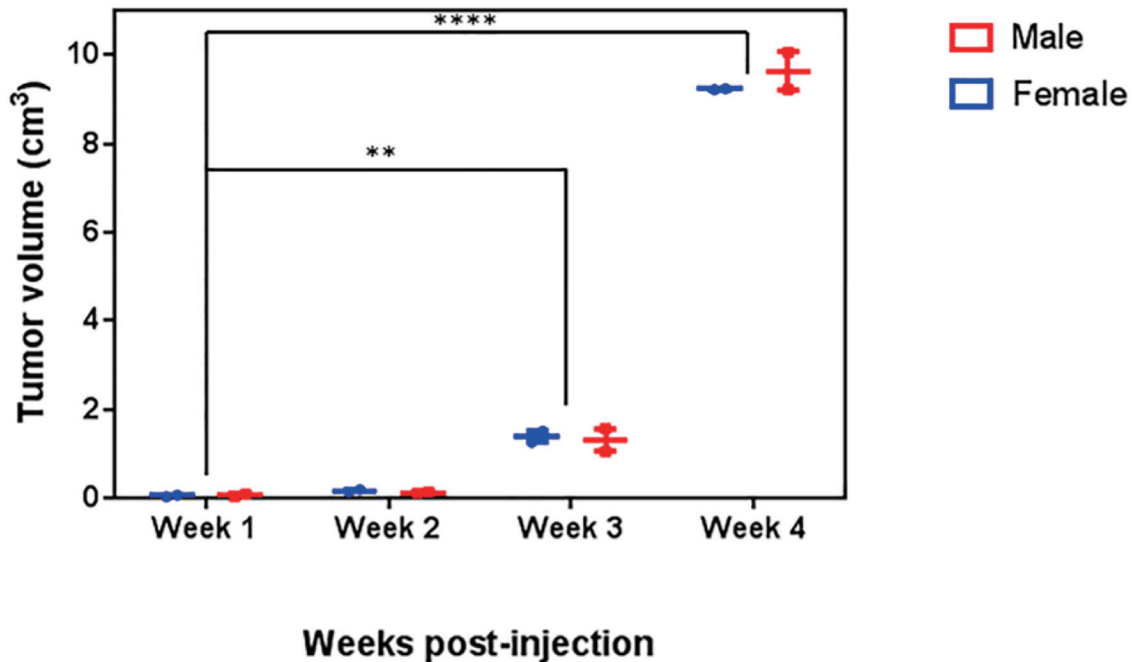 ****
**
Tumor volume (cm³)
10
8
6
4
2
0
Week 1 Week 2 Week 3 Week 4
Weeks post-injection
Male
Female